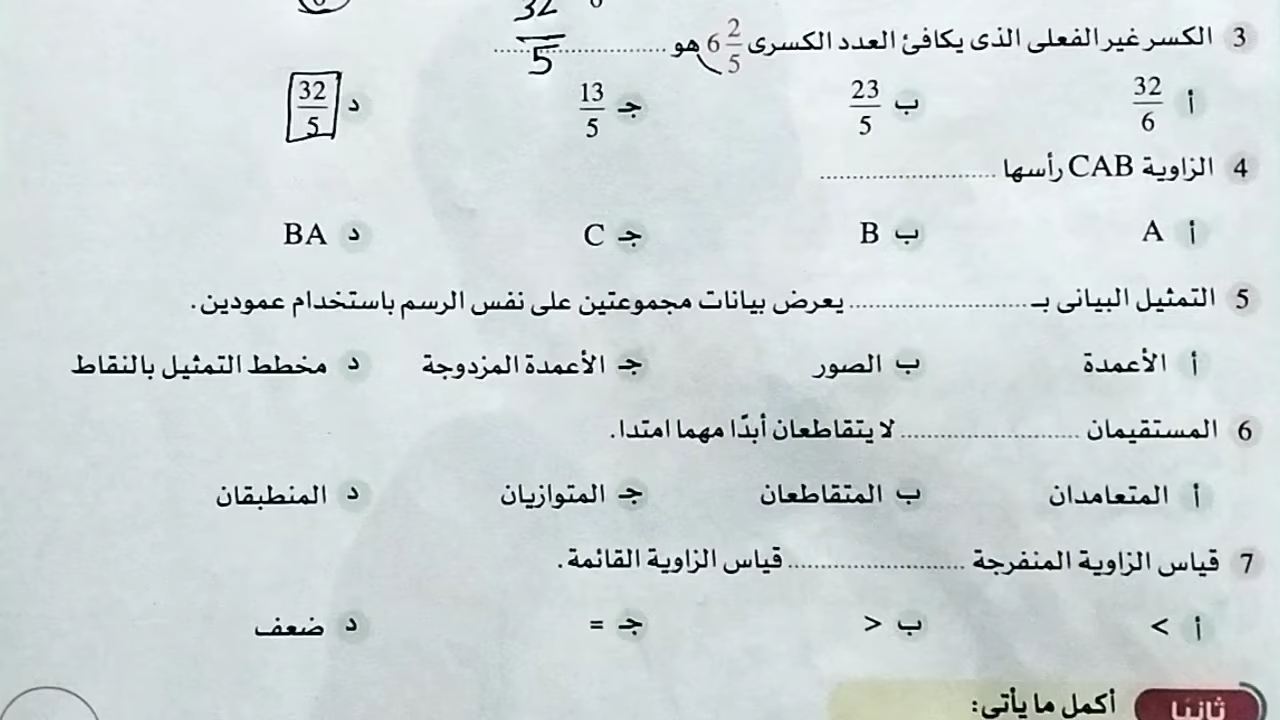 32
5
3 الكسر غير الفعلى الذى يكافئ العدد الكسرى 6 2/5 هو ....................
أ 32/6 ب 23/5 جـ 13/5 د 32/5
4 الزاوية CAB رأسها ....................
أ A ب B جـ C د BA
5 التمثيل البيانى بـ .................... يعرض بيانات مجموعتين على نفس الرسم باستخدام عمودين.
أ الأعمدة ب الصور جـ الأعمدة المزدوجة د مخطط التمثيل بالنقاط
6 المستقيمان .................... لا يتقاطعان أبدًا مهما امتدا.
أ المتعامدان ب المتقاطعان جـ المتوازيان د المنطبقان
7 قياس الزاوية المنفرجة .................... قياس الزاوية القائمة.
أ < ب > جـ = د ضعف
ثانيًا أكمل ما يأتى: